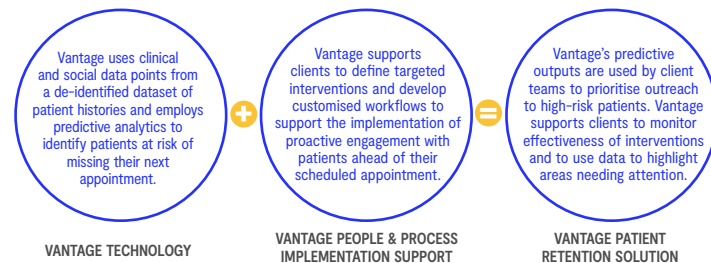 Vantage uses clinical
and social data points from
a de-identified dataset of
patient histories and employs
predictive analytics to
identify patients at risk of
missing their next
appointment.
VANTAGE TECHNOLOGY
+
Vantage supports
clients to define targeted
interventions and develop
customised workflows to
support the implementation of
proactive engagement with
patients ahead of their
scheduled appointment.
VANTAGE PEOPLE & PROCESS
IMPLEMENTATION SUPPORT
=
Vantage's predictive
outputs are used by client
teams to prioritise outreach
to high-risk patients. Vantage
supports clients to monitor
effectiveness of interventions
and to use data to highlight
areas needing attention.
VANTAGE PATIENT
RETENTION SOLUTION